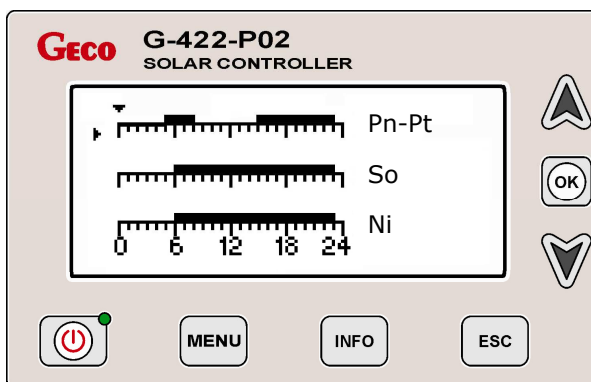 GECO G-422-P02
SOLAR CONTROLLER
Pn-Pt
So
Ni
0 6 12 18 24
OK
MENU INFO ESC